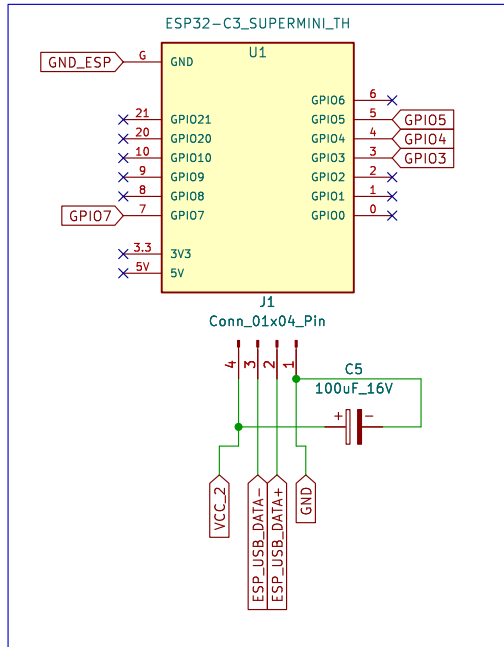 ESP32-C3_SUPERMINI_TH
U1
GND_ESP
G
GND
GPIO6
6
21
GPIO21
GPIO5
5
GPIO5
20
GPIO20
GPIO4
4
GPIO4
10
GPIO10
GPIO3
3
GPIO3
9
GPIO9
GPIO2
2
8
GPIO8
GPIO1
1
GPIO7
7
GPIO7
GPIO0
0
3.3
3V3
5V
5V
J1
Conn_01x04_Pin
4
3
2
1
C5
100uF_16V
+
-
VCC_2
ESP_USB_DATA-
ESP_USB_DATA+
GND